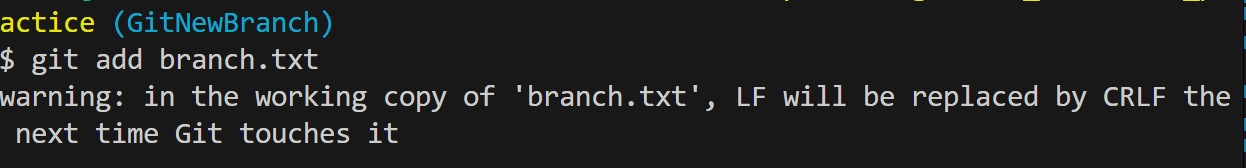 actice (GitNewBranch)
$ git add branch.txt
warning: in the working copy of 'branch.txt', LF will be replaced by CRLF the
next time Git touches it